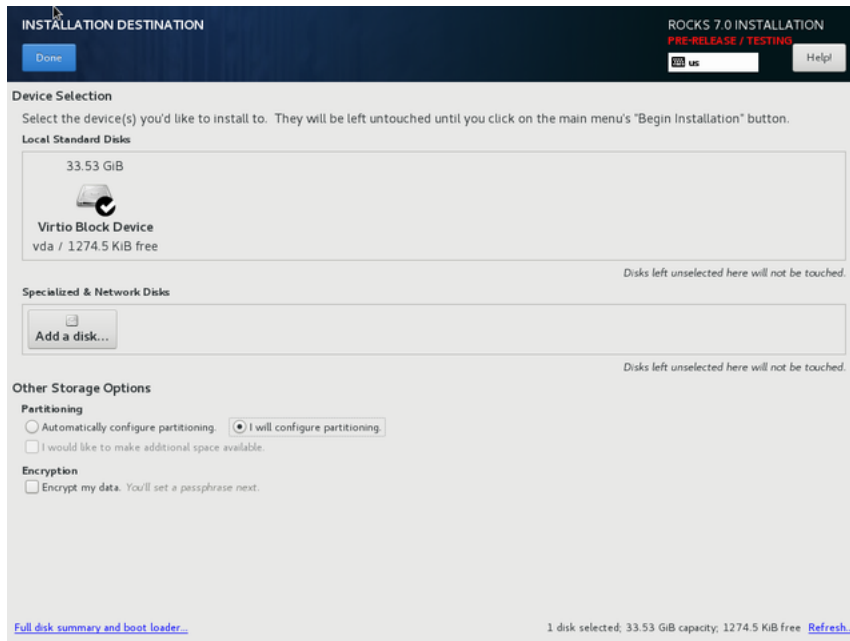 INSTALLATION DESTINATION
ROCKS 7.0 INSTALLATION
PRE-RELEASE / TESTING
Done
us
Help!
Device Selection
Select the device(s) you'd like to install to. They will be left untouched until you click on the main menu's "Begin Installation" button.
Local Standard Disks
33.53 GiB
Virtio Block Device
vda / 1274.5 KiB free
Disks left unselected here will not be touched.
Specialized & Network Disks
Add a disk...
Disks left unselected here will not be touched.
Other Storage Options
Partitioning
Automatically configure partitioning. I will configure partitioning.
I would like to make additional space available.
Encryption
Encrypt my data. You'll set a passphrase next.
Full disk summary and boot loader... 1 disk selected; 33.53 GiB capacity; 1274.5 KiB free Refresh..